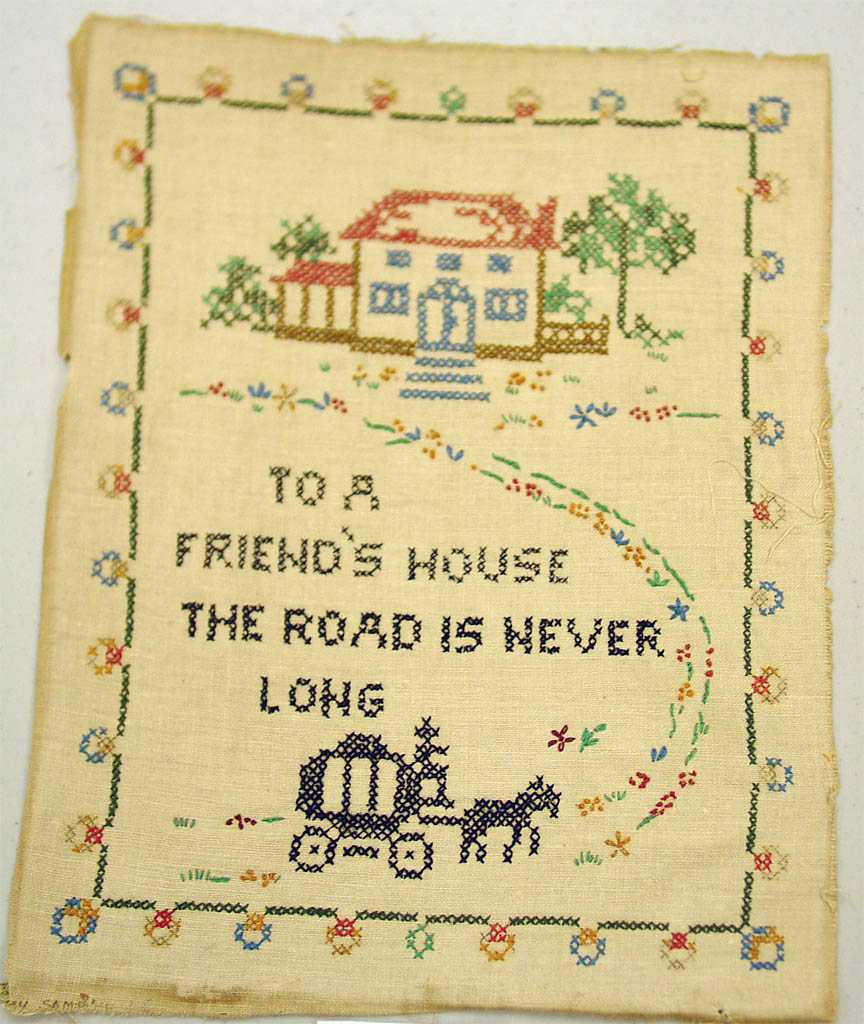 TO A
FRIEND'S HOUSE
THE ROAD IS NEVER
LONG